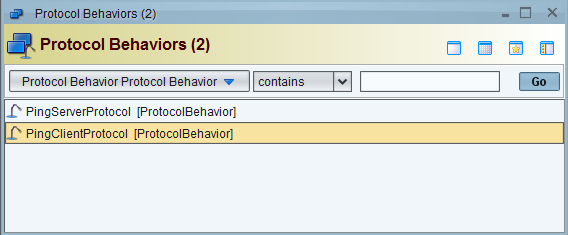 Protocol Behaviors (2)
Protocol Behaviors (2)
Protocol Behavior Protocol Behavior contains Go
PingServerProtocol [ProtocolBehavior]
PingClientProtocol [ProtocolBehavior]